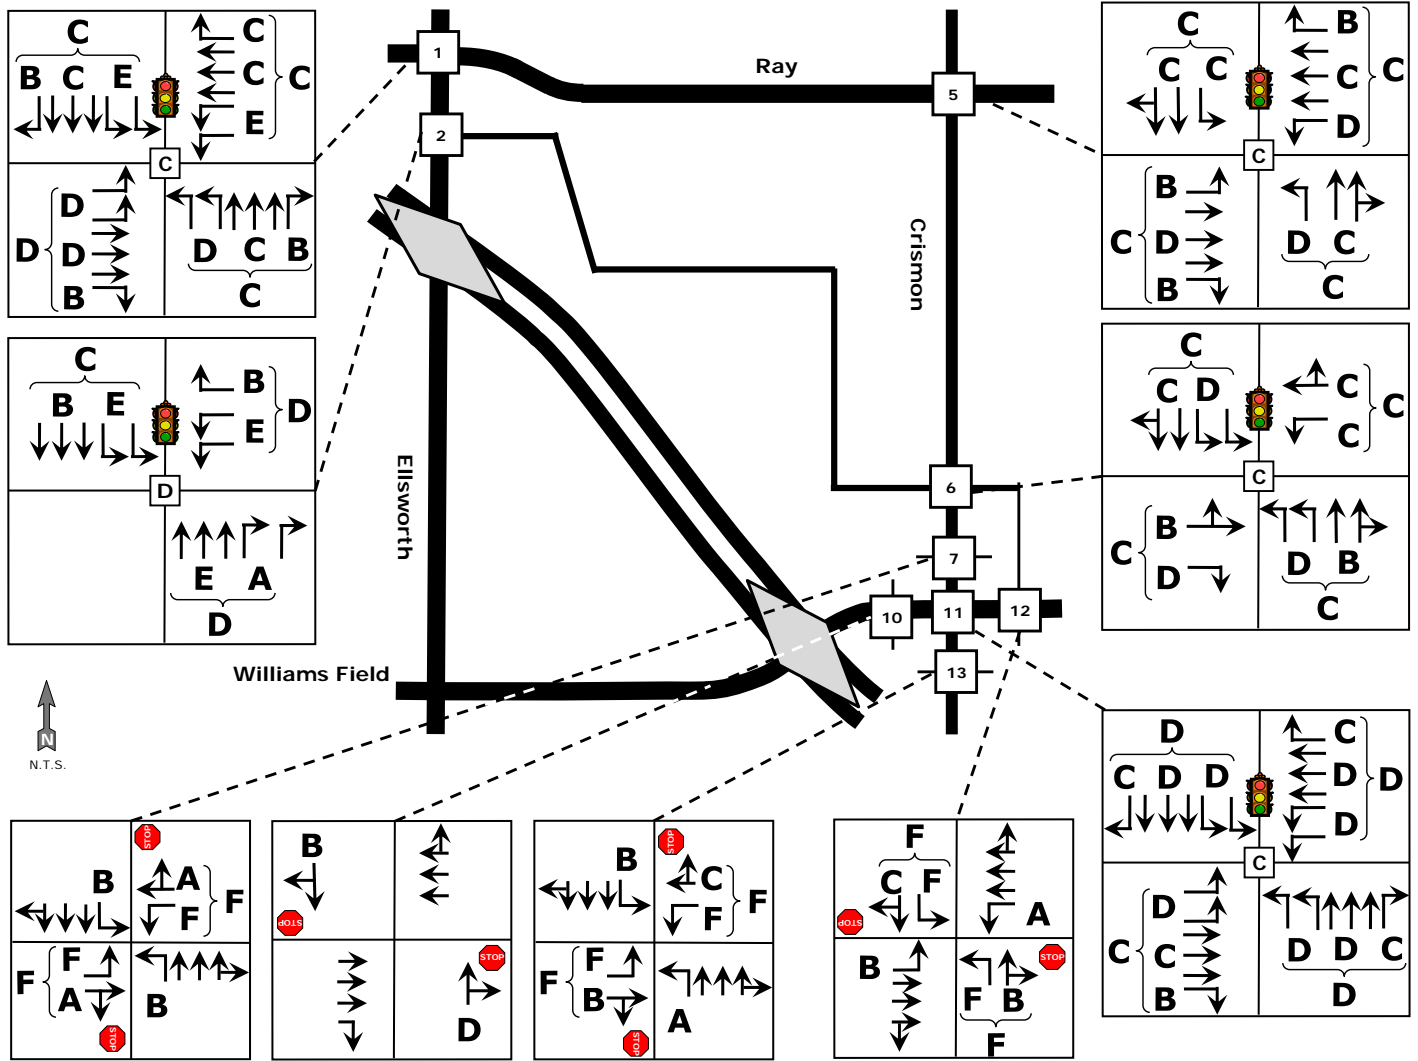 1
2
5
6
7
10
11
12
13
Ray
Crismon
Ellsworth
Williams Field
N
N.T.S.
C
B C E
C
C
E
C
C
D
D
B
D
D C B
C
C
B E
B
E
D
D
E A
D
C
C C
B
C
D
C
C
B
D
B
C
D C
C
C
C D
C
C
C
C
B
D
C
D B
C
D
C D D
C
D
D
D
C
D
C
B
C
D D C
D
STOP
B
A
F
F
F
A
F
B
STOP
B
STOP
STOP
D
STOP
B
C
F
F
F
B
F
A
STOP
F
C F
STOP
A
B
STOP
F B
F